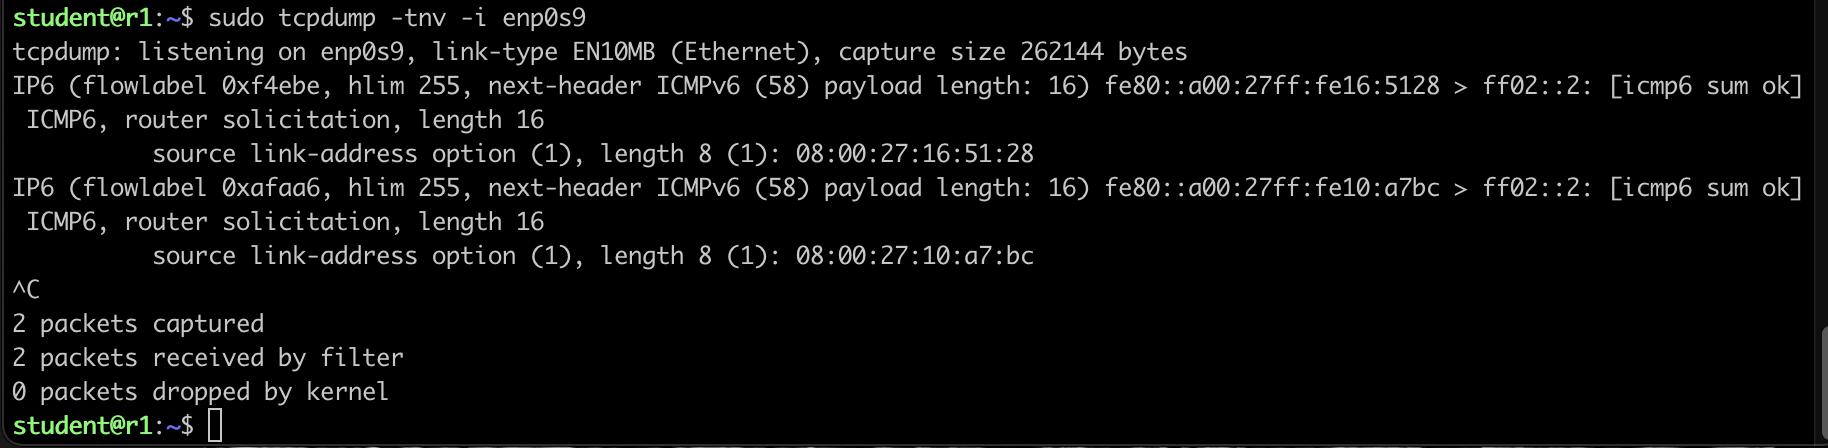 student@r1:~$ sudo tcpdump -tnv -i enp0s9
tcpdump: listening on enp0s9, link-type EN10MB (Ethernet), capture size 262144 bytes
IP6 (flowlabel 0xf4ebe, hlim 255, next-header ICMPv6 (58) payload length: 16) fe80::a00:27ff:fe16:5128 > ff02::2: [icmp6 sum ok]
 ICMP6, router solicitation, length 16
          source link-address option (1), length 8 (1): 08:00:27:16:51:28
IP6 (flowlabel 0xafaa6, hlim 255, next-header ICMPv6 (58) payload length: 16) fe80::a00:27ff:fe10:a7bc > ff02::2: [icmp6 sum ok]
 ICMP6, router solicitation, length 16
          source link-address option (1), length 8 (1): 08:00:27:10:a7:bc
^C
2 packets captured
2 packets received by filter
0 packets dropped by kernel
student@r1:~$